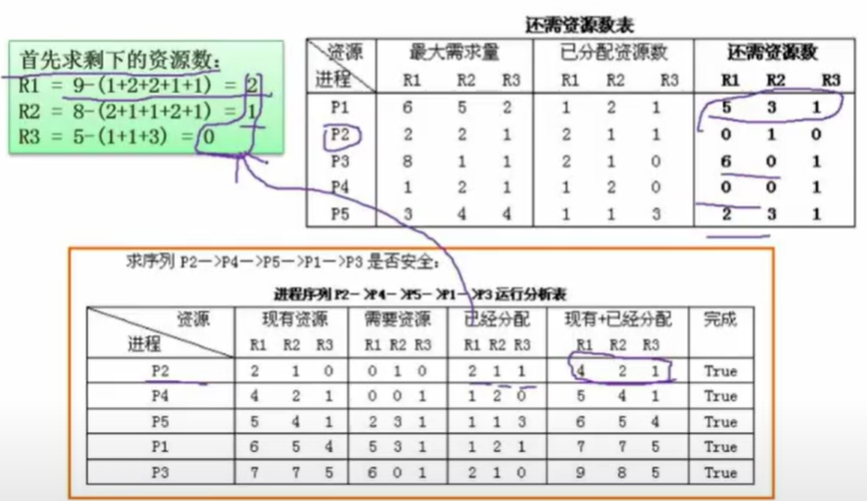 首先求剩下的资源数:
R1 = 9-(1+2+2+1+1) = 2
R2 = 8-(2+1+1+2+1) = 1
R3 = 5-(1+1+3) = 0
还需资源数表
资源 最大需求量 已分配资源数 还需资源数
进程 R1 R2 R3 R1 R2 R3 R1 R2 R3
P1 6 5 2 1 2 1 5 3 1
P2 2 2 1 2 1 1 0 1 0
P3 8 1 1 2 1 0 6 0 1
P4 1 2 1 1 2 0 0 0 1
P5 3 4 4 1 1 3 2 3 1
求序列 P2—>P4—>P5—>P1—>P3 是否安全:
进程序列P2—>P4—>P5—>P1—>P3 运行分析表
资源 现有资源 需要资源 已经分配 现有+已经分配 完成
进程 R1 R2 R3 R1 R2 R3 R1 R2 R3 R1 R2 R3
P2 2 1 0 0 1 0 2 1 1 4 2 1 True
P4 4 2 1 0 0 1 1 2 0 5 4 1 True
P5 5 4 1 2 3 1 1 1 3 6 5 4 True
P1 6 5 4 5 3 1 1 2 1 7 7 5 True
P3 7 7 5 6 0 1 2 1 0 9 8 5 True